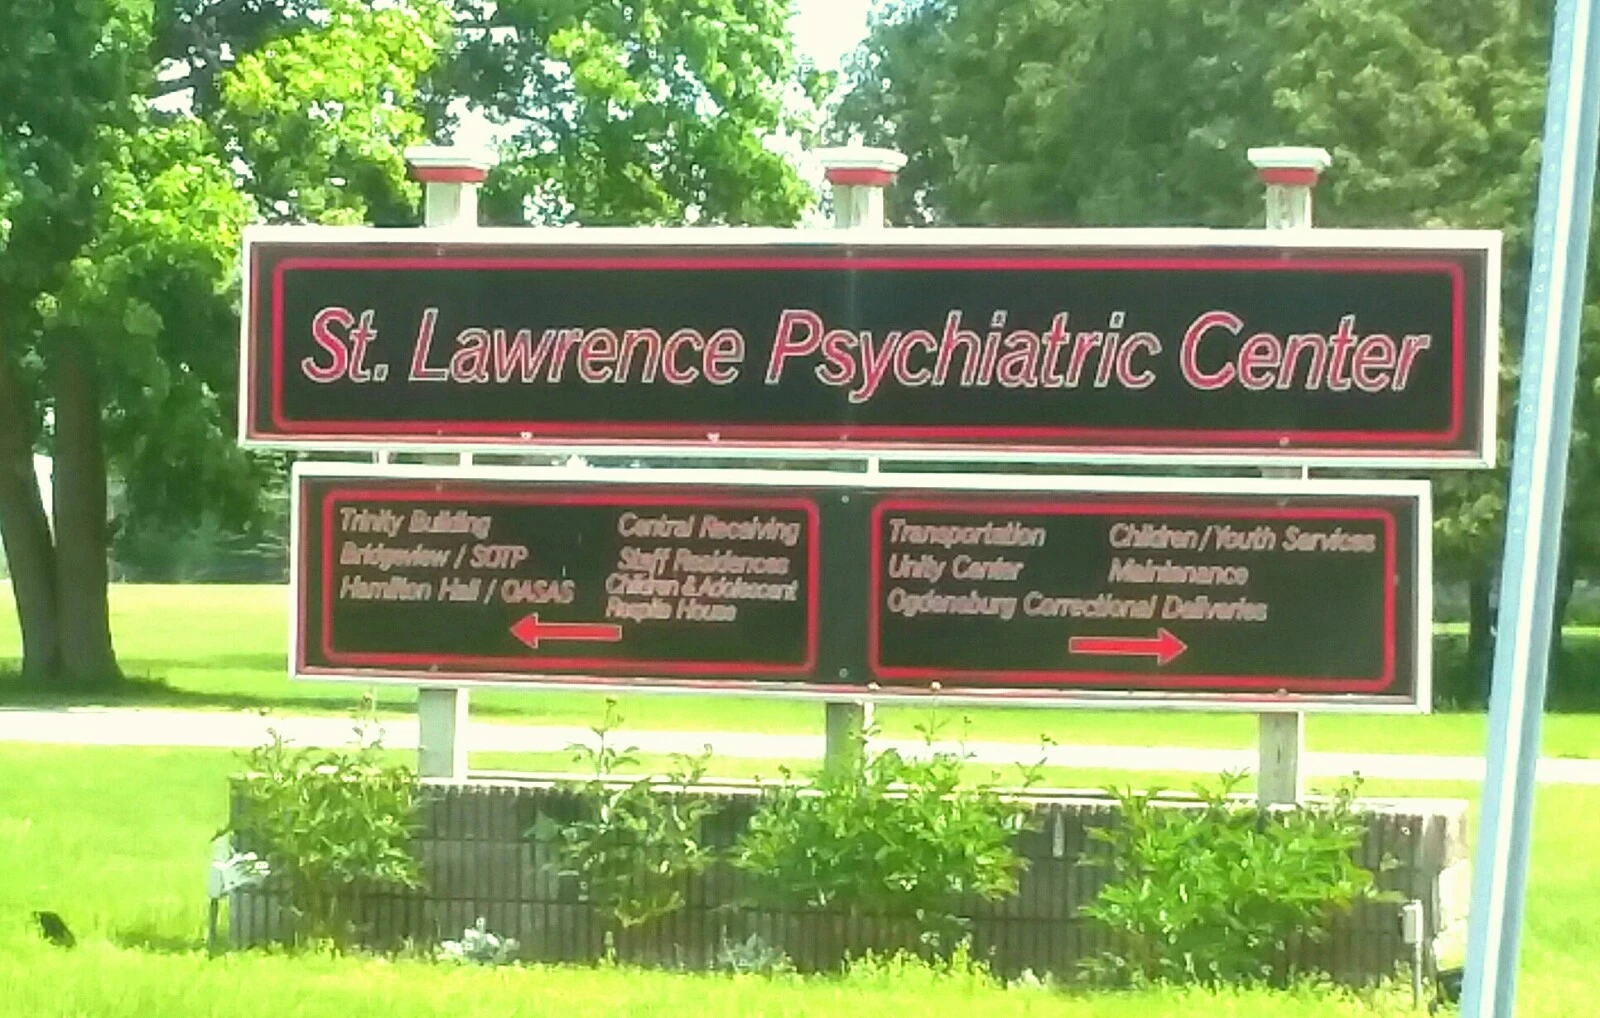 St. Lawrence Psychiatric Center
Trinity Building
Bridgeview / SOTP
Hamilton Hall / OASAS
Central Receiving
Staff Residences
Children & Adolescent
Respite House
Transportation
Unity Center
Ogdensburg Correctional Deliveries
Children / Youth Services
Maintenance